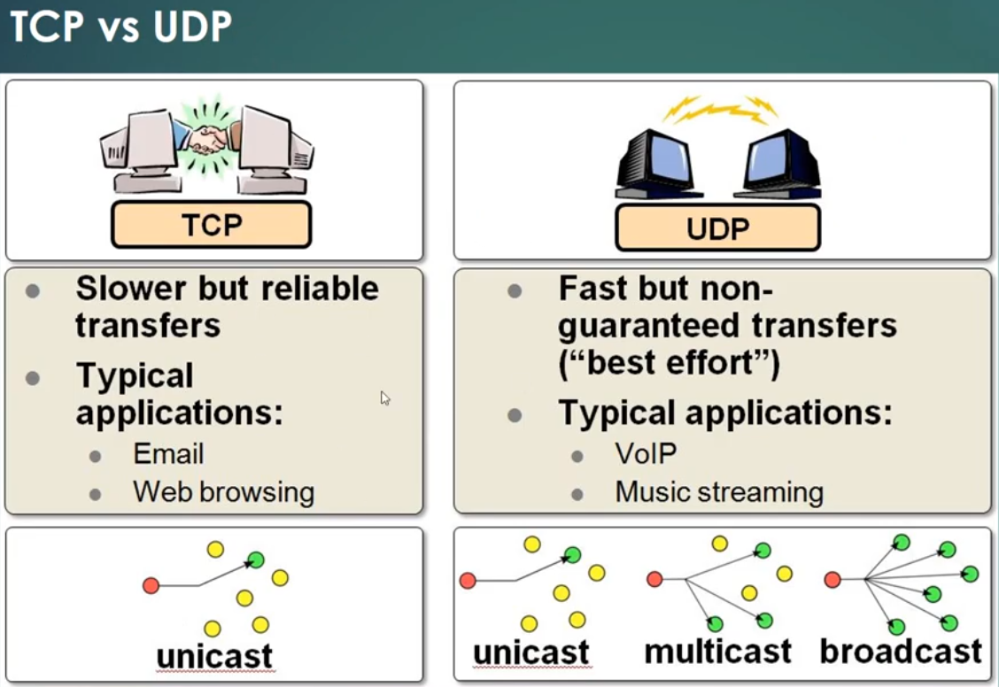 TCP vs UDP
TCP
Slower but reliable
transfers
Typical
applications:
Email
Web browsing
unicast
UDP
Fast but non-
guaranteed transfers
(“best effort”)
Typical applications:
VoIP
Music streaming
unicast
multicast
broadcast